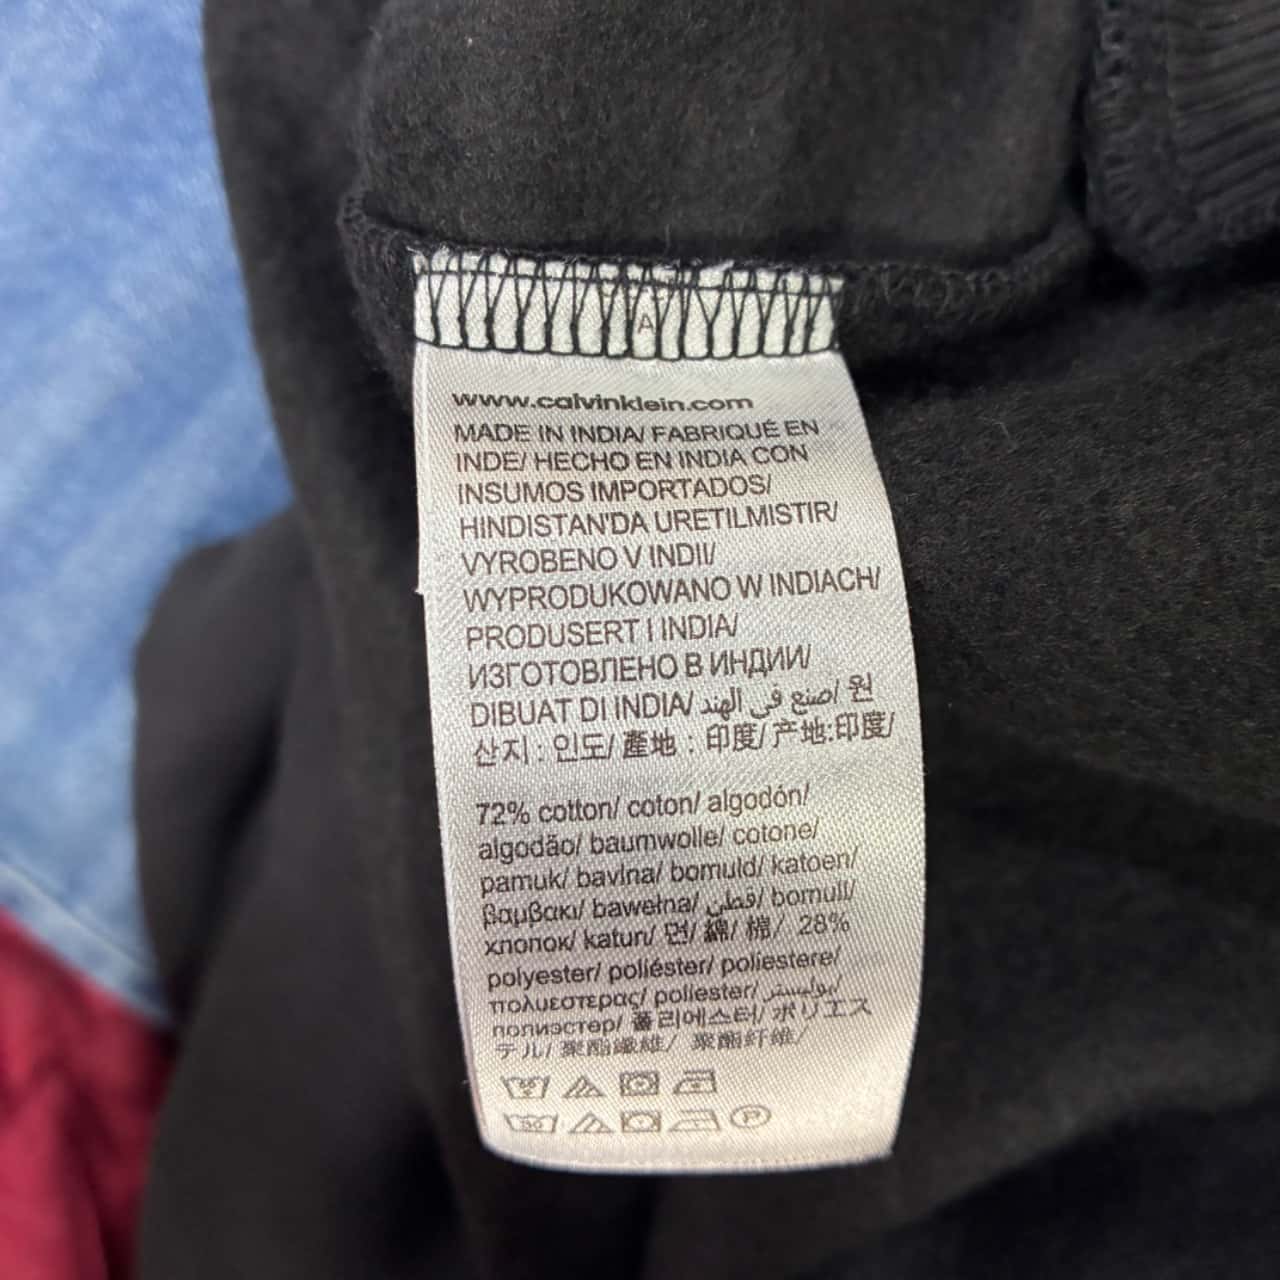 A
www.calvinklein.com
MADE IN INDIA/ FABRIQUÉ EN
INDE/ HECHO EN INDIA CON
INSUMOS IMPORTADOS/
HINDISTAN'DA URETILMISTIR/
VYROBENO V INDII/
WYPRODUKOWANO W INDIACH/
PRODUSERT I INDIA/
ИЗГОТОВЛЕНО В ИНДИИ/
DIBUAT DI INDIA/ صنع في الهند/ 원
산지 : 인도/ 產地 : 印度/ 产地:印度/
72% cotton/ coton/ algodón/
algodão/ baumwolle/ cotone/
pamuk/ bavlna/ bomuld/ katoen/
βαμβακι/ bawełna/ قطن/ bomull/
хлопок/ katun/ 면/ 綿/ 棉/ 28%
polyester/ poliéster/ poliestere/
πολυεστερας/ poliester/ بوليستر/
полиэстер/ 폴리에스터/ ポリエス
テル/ 聚酯纖維/ 聚酯纤维/
30
P